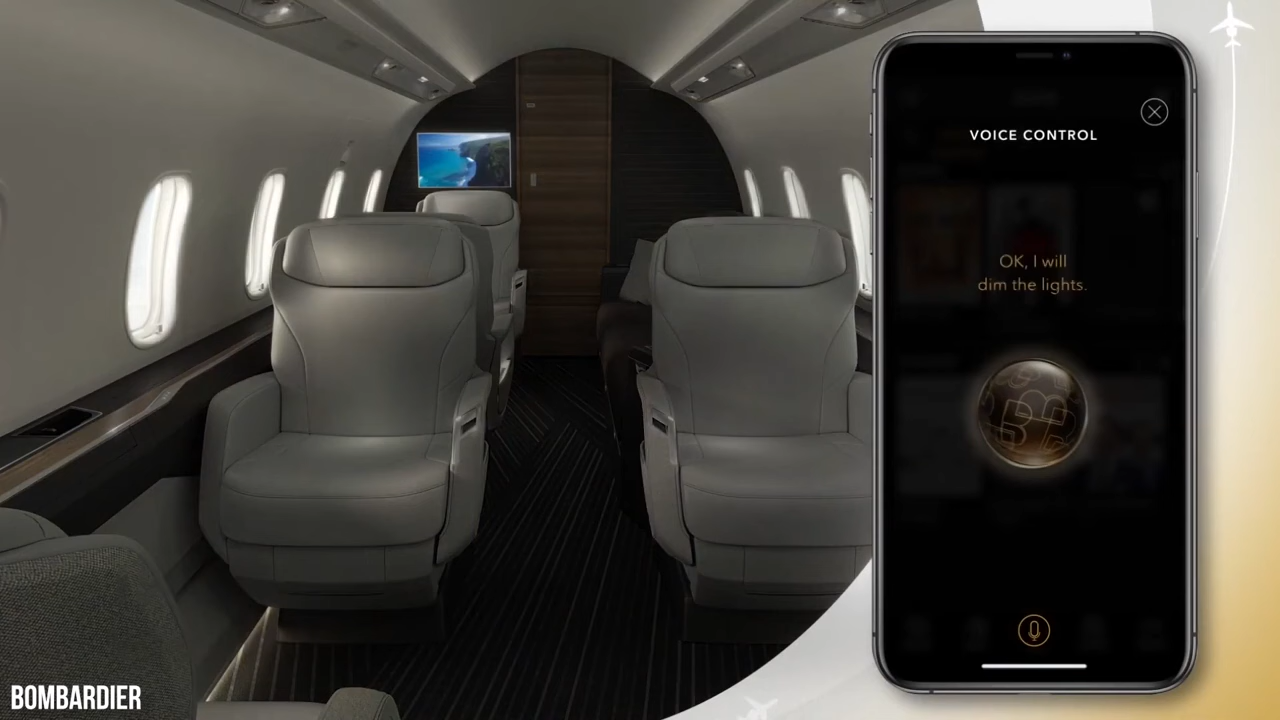 VOICE CONTROL
OK, I will
dim the lights.
BOMBARDIER